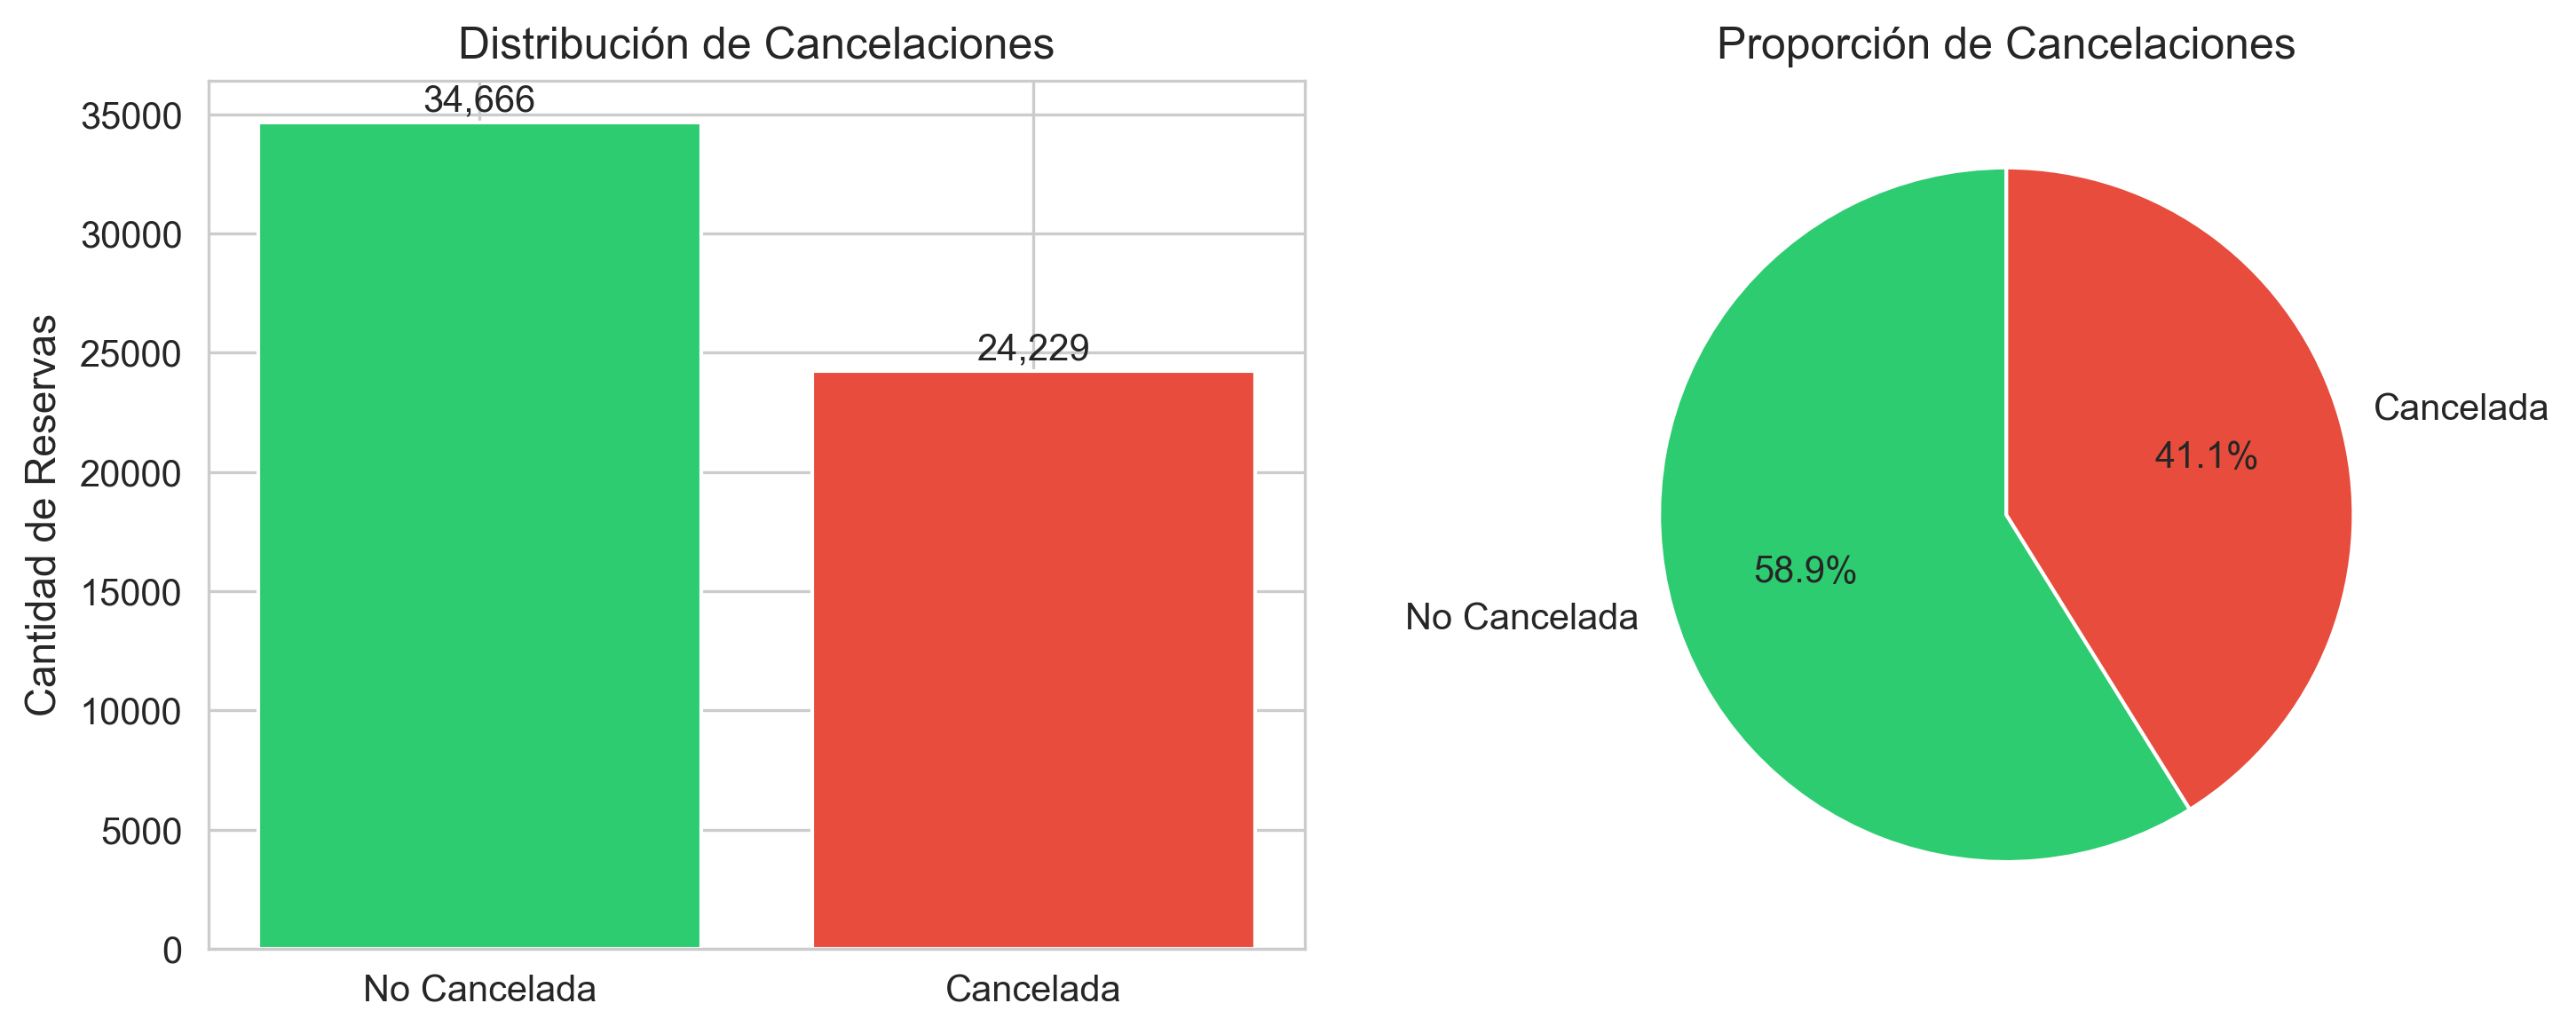 Distribución de Cancelaciones
Cantidad de Reservas
35000
30000
25000
20000
15000
10000
5000
0
34,666
24,229
No Cancelada
Cancelada
Proporción de Cancelaciones
Cancelada
41.1%
58.9%
No Cancelada